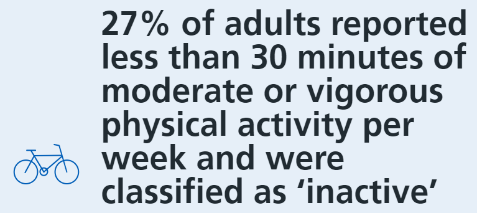 27% of adults reported
less than 30 minutes of
moderate or vigorous
physical activity per
week and were
classified as ‘inactive’